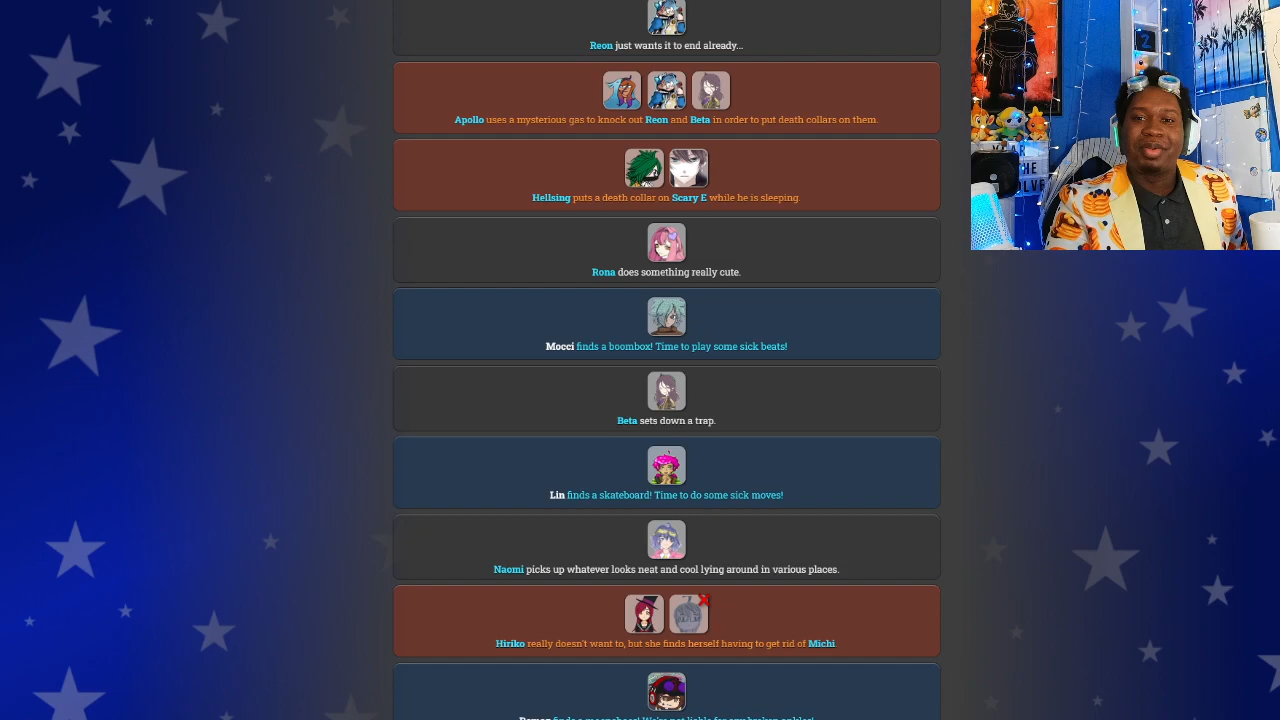 Reon just wants it to end already...
Apollo uses a mysterious gas to knock out Reon and Beta in order to put death collars on them.
Hellsing puts a death collar on Scary E while he is sleeping.
Rona does something really cute.
Mocci finds a boombox! Time to play some sick beats!
Beta sets down a trap.
Lin finds a skateboard! Time to do some sick moves!
Naomi picks up whatever looks neat and cool lying around in various places.
Hiriko really doesn't want to, but she finds herself having to get rid of Michi.
THE